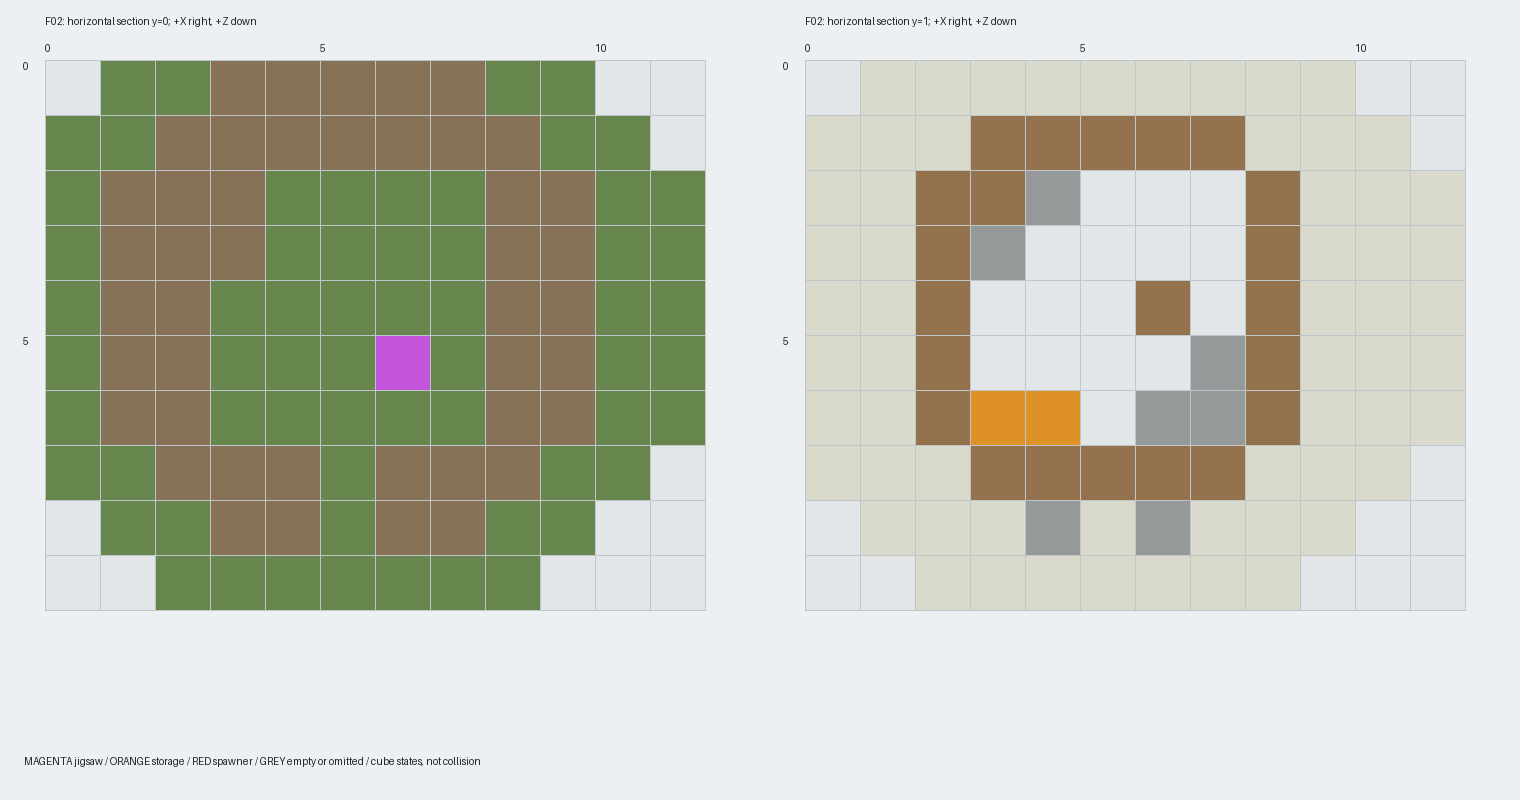 F02: horizontal section y=0; +X right, +Z down
F02: horizontal section y=1; +X right, +Z down
0 5 10
0 5 10
0
0
5
5
MAGENTA jigsaw / ORANGE storage / RED spawner / GREY empty or omitted / cube states, not collision